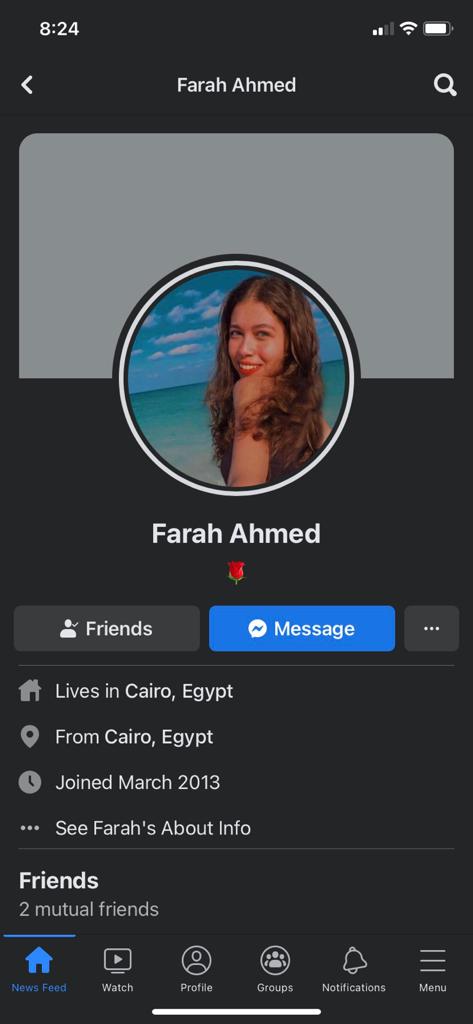 8:24
Farah Ahmed
Farah Ahmed
🌹
Friends
Message
Lives in Cairo, Egypt
From Cairo, Egypt
Joined March 2013
See Farah's About Info
Friends
2 mutual friends
News Feed
Watch
Profile
Groups
Notifications
Menu